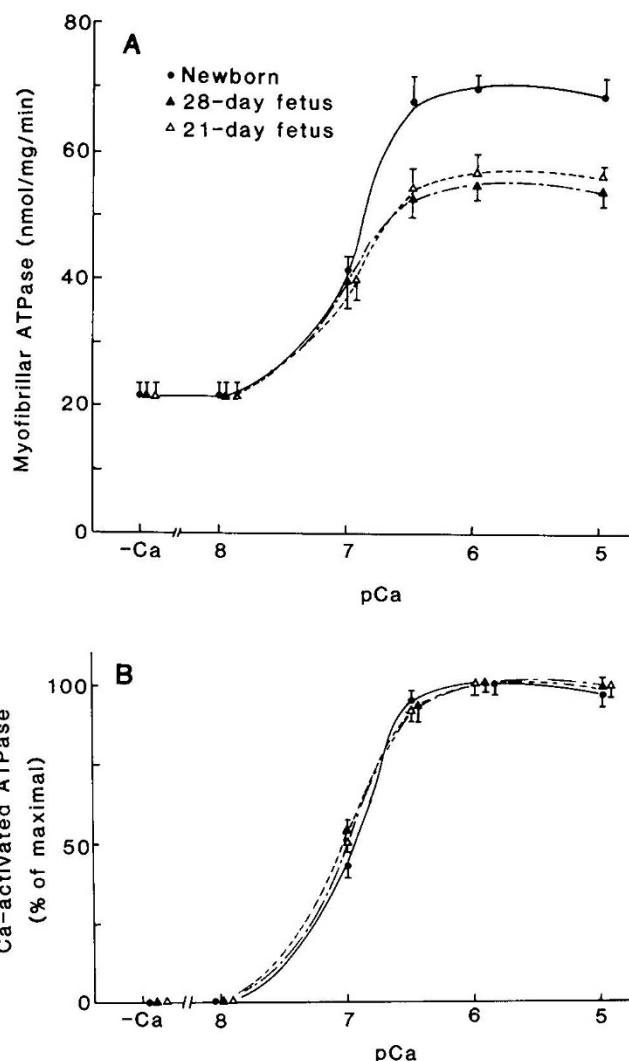 A
● Newborn
▲ 28-day fetus
△ 21-day fetus
Myofibrillar ATPase (nmol/mg/min)
80
60
40
20
0
-Ca 8 7 6 5
pCa
B
Ca-activated ATPase
(% of maximal)
100
50
0
-Ca 8 7 6 5
pCa